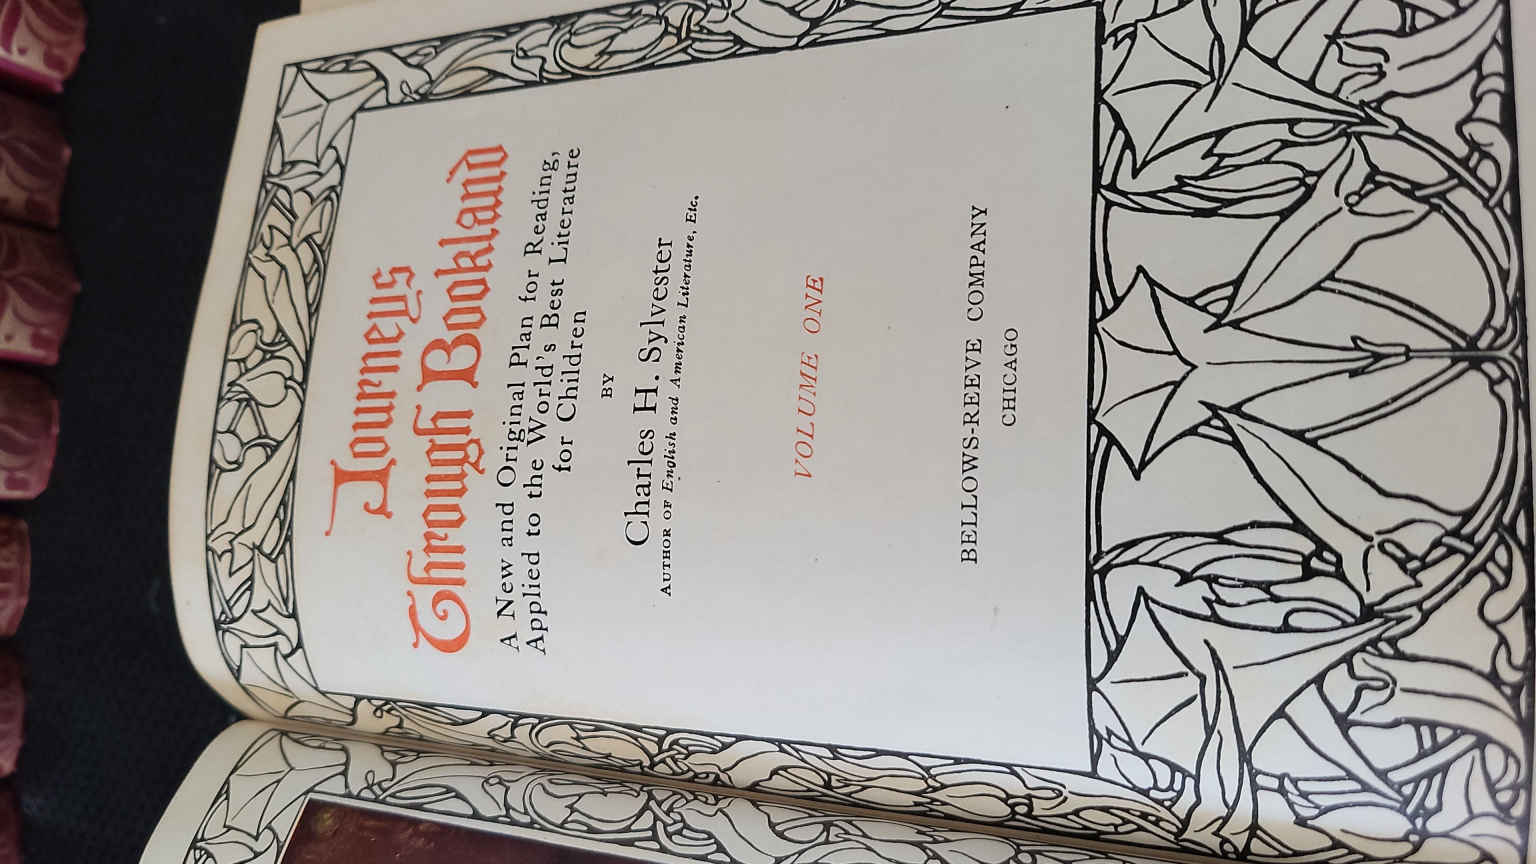 Journeys
Through Bookland
A New and Original Plan for Reading,
Applied to the World's Best Literature
for Children
BY
Charles H. Sylvester
AUTHOR OF English and American Literature, Etc.
VOLUME ONE
BELLOWS-REEVE COMPANY
CHICAGO